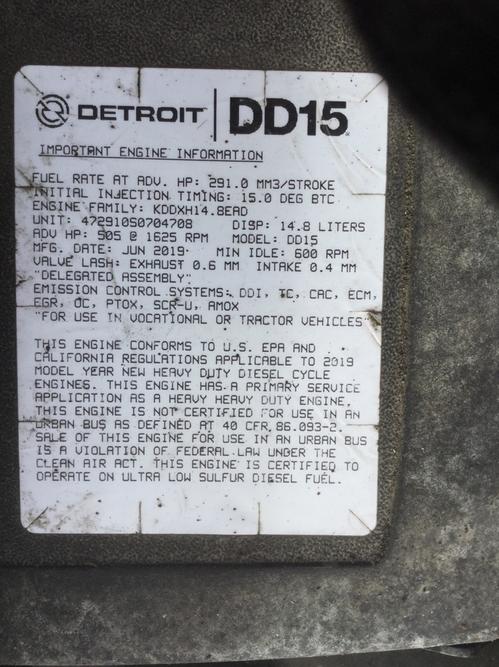 DETROIT DD15
IMPORTANT ENGINE INFORMATION
FUEL RATE AT ADV. HP: 291.0 MM3/STROKE
INITIAL INJECTION TIMING: 15.0 DEG BTC
ENGINE FAMILY: KDDXH14.8EAD
UNIT: 472910S0704708 DISP: 14.8 LITERS
ADV HP: 505 @ 1625 RPM MODEL: DD15
MFG. DATE: JUN 2019 MIN IDLE: 600 RPM
VALVE LASH: EXHAUST 0.6 MM INTAKE 0.4 MM
"DELEGATED ASSEMBLY"
EMISSION CONTROL SYSTEMS: DDI, TC, CAC, ECM,
EGR, OC, PTOX, SCR-U, AMOX
"FOR USE IN VOCATIONAL OR TRACTOR VEHICLES"
THIS ENGINE CONFORMS TO U.S. EPA AND
CALIFORNIA REGULATIONS APPLICABLE TO 2019
MODEL YEAR NEW HEAVY DUTY DIESEL CYCLE
ENGINES. THIS ENGINE HAS A PRIMARY SERVICE
APPLICATION AS A HEAVY HEAVY DUTY ENGINE.
THIS ENGINE IS NOT CERTIFIED FOR USE IN AN
URBAN BUS AS DEFINED AT 40 CFR 86.093-2.
SALE OF THIS ENGINE FOR USE IN AN URBAN BUS
IS A VIOLATION OF FEDERAL LAW UNDER THE
CLEAN AIR ACT. THIS ENGINE IS CERTIFIED TO
OPERATE ON ULTRA LOW SULFUR DIESEL FUEL.